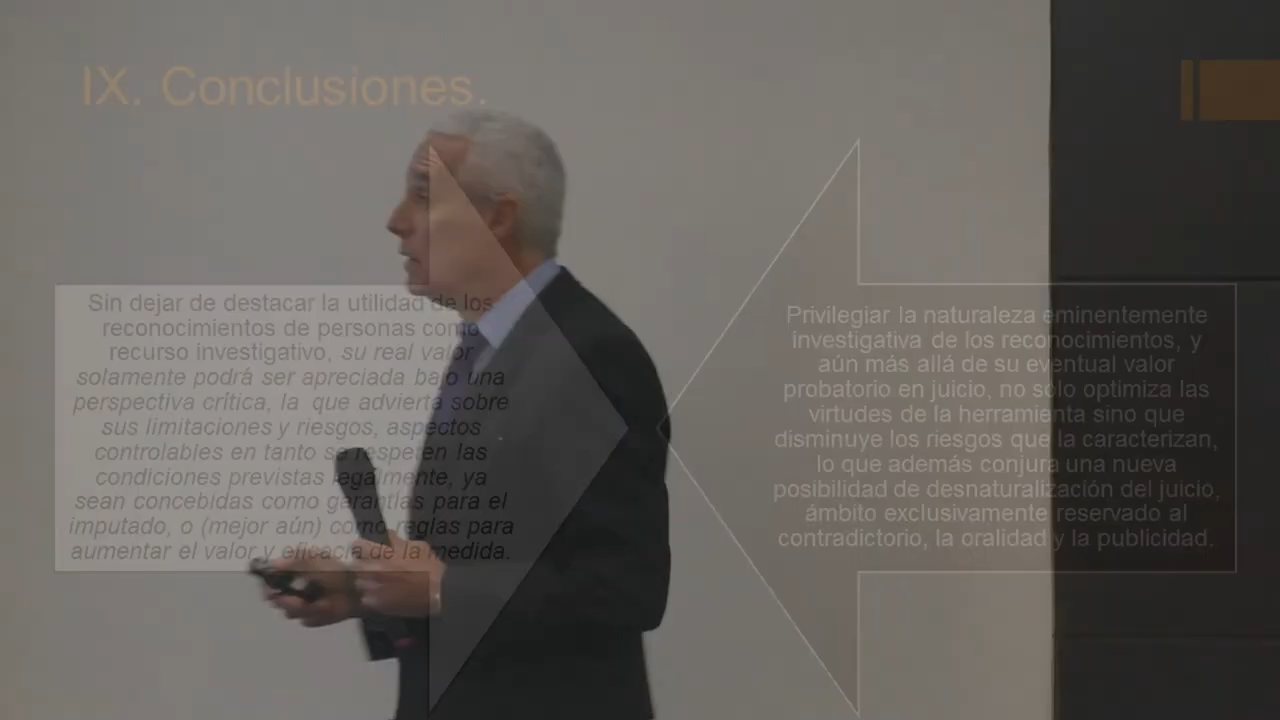 IX. Conclusiones.
Sin dejar de destacar la utilidad de los
reconocimientos de personas como
recurso investigativo, su real valor
solamente podrá ser apreciada bajo una
perspectiva crítica, la que advierta sobre
sus limitaciones y riesgos, aspectos
controlables en tanto se respeten las
condiciones previstas legalmente, ya
sean concebidas como garantías para el
imputado, o (mejor aún) como reglas para
aumentar el valor y eficacia de la medida.
Privilegiar la naturaleza eminentemente
investigativa de los reconocimientos, y
aún más allá de su eventual valor
probatorio en juicio, no solo optimiza las
virtudes de la herramienta sino que
disminuye los riesgos que la caracterizan,
lo que además conjura una nueva
posibilidad de desnaturalización del juicio,
ámbito exclusivamente reservado al
contradictorio, la oralidad y la publicidad.